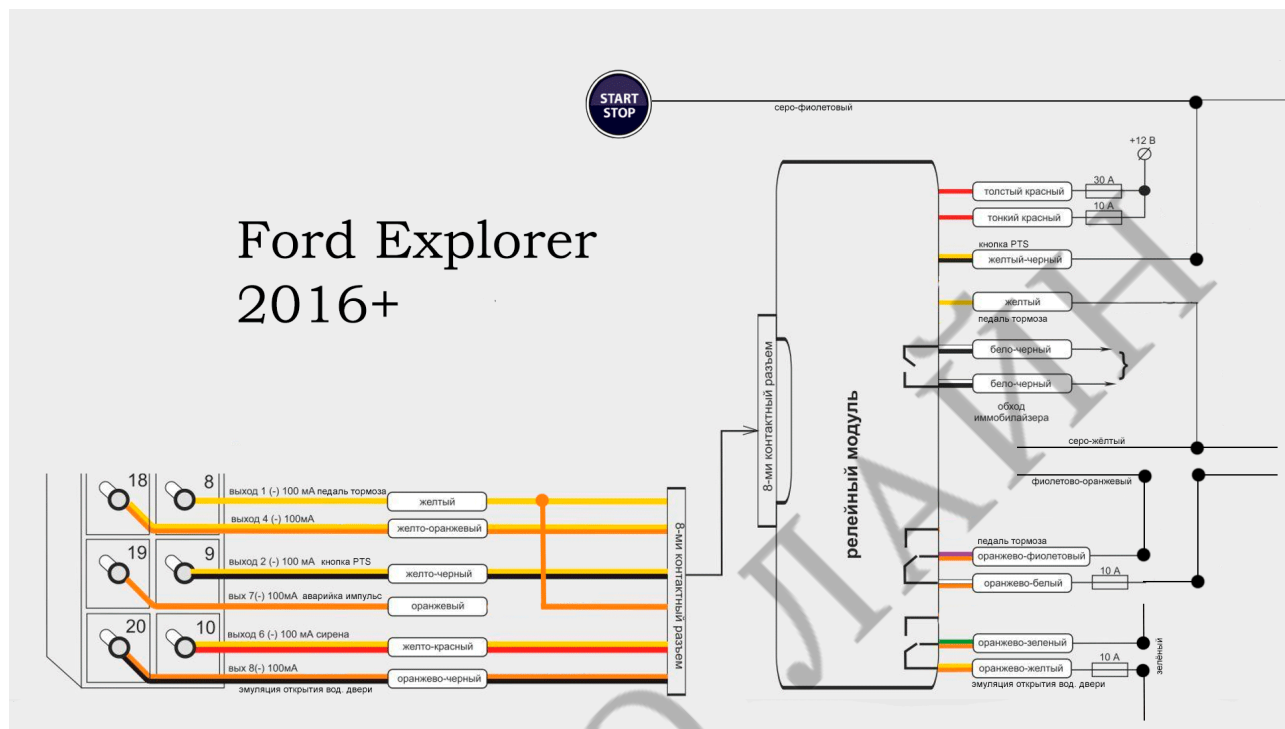 START
STOP
серо-фиолетовый
+12 В
толстый красный
30 А
тонкий красный
10 А
кнопка PTS
желтый-черный
желтый
педаль тормоза
бело-черный
бело-черный
}
обход
иммобилайзера
Ford Explorer
2016+
8-ми контактный разъем
релейный модуль
серо-жёлтый
фиолетово-оранжевый
педаль тормоза
оранжево-фиолетовый
оранжево-белый
10 А
оранжево-зеленый
оранжево-желтый
10 А
эмуляция открытия вод. двери
зелёный
18
8
выход 1 (-) 100 мА педаль тормоза
желтый
выход 4 (-) 100мА
желто-оранжевый
19
9
выход 2 (-) 100 мА кнопка PTS
желто-черный
вых 7(-) 100мА аварийка импульс
оранжевый
20
10
выход 6 (-) 100 мА сирена
желто-красный
вых 8(-) 100мА
оранжево-черный
эмуляция открытия вод. двери
8-ми контактный разъем
О ЛАЙН